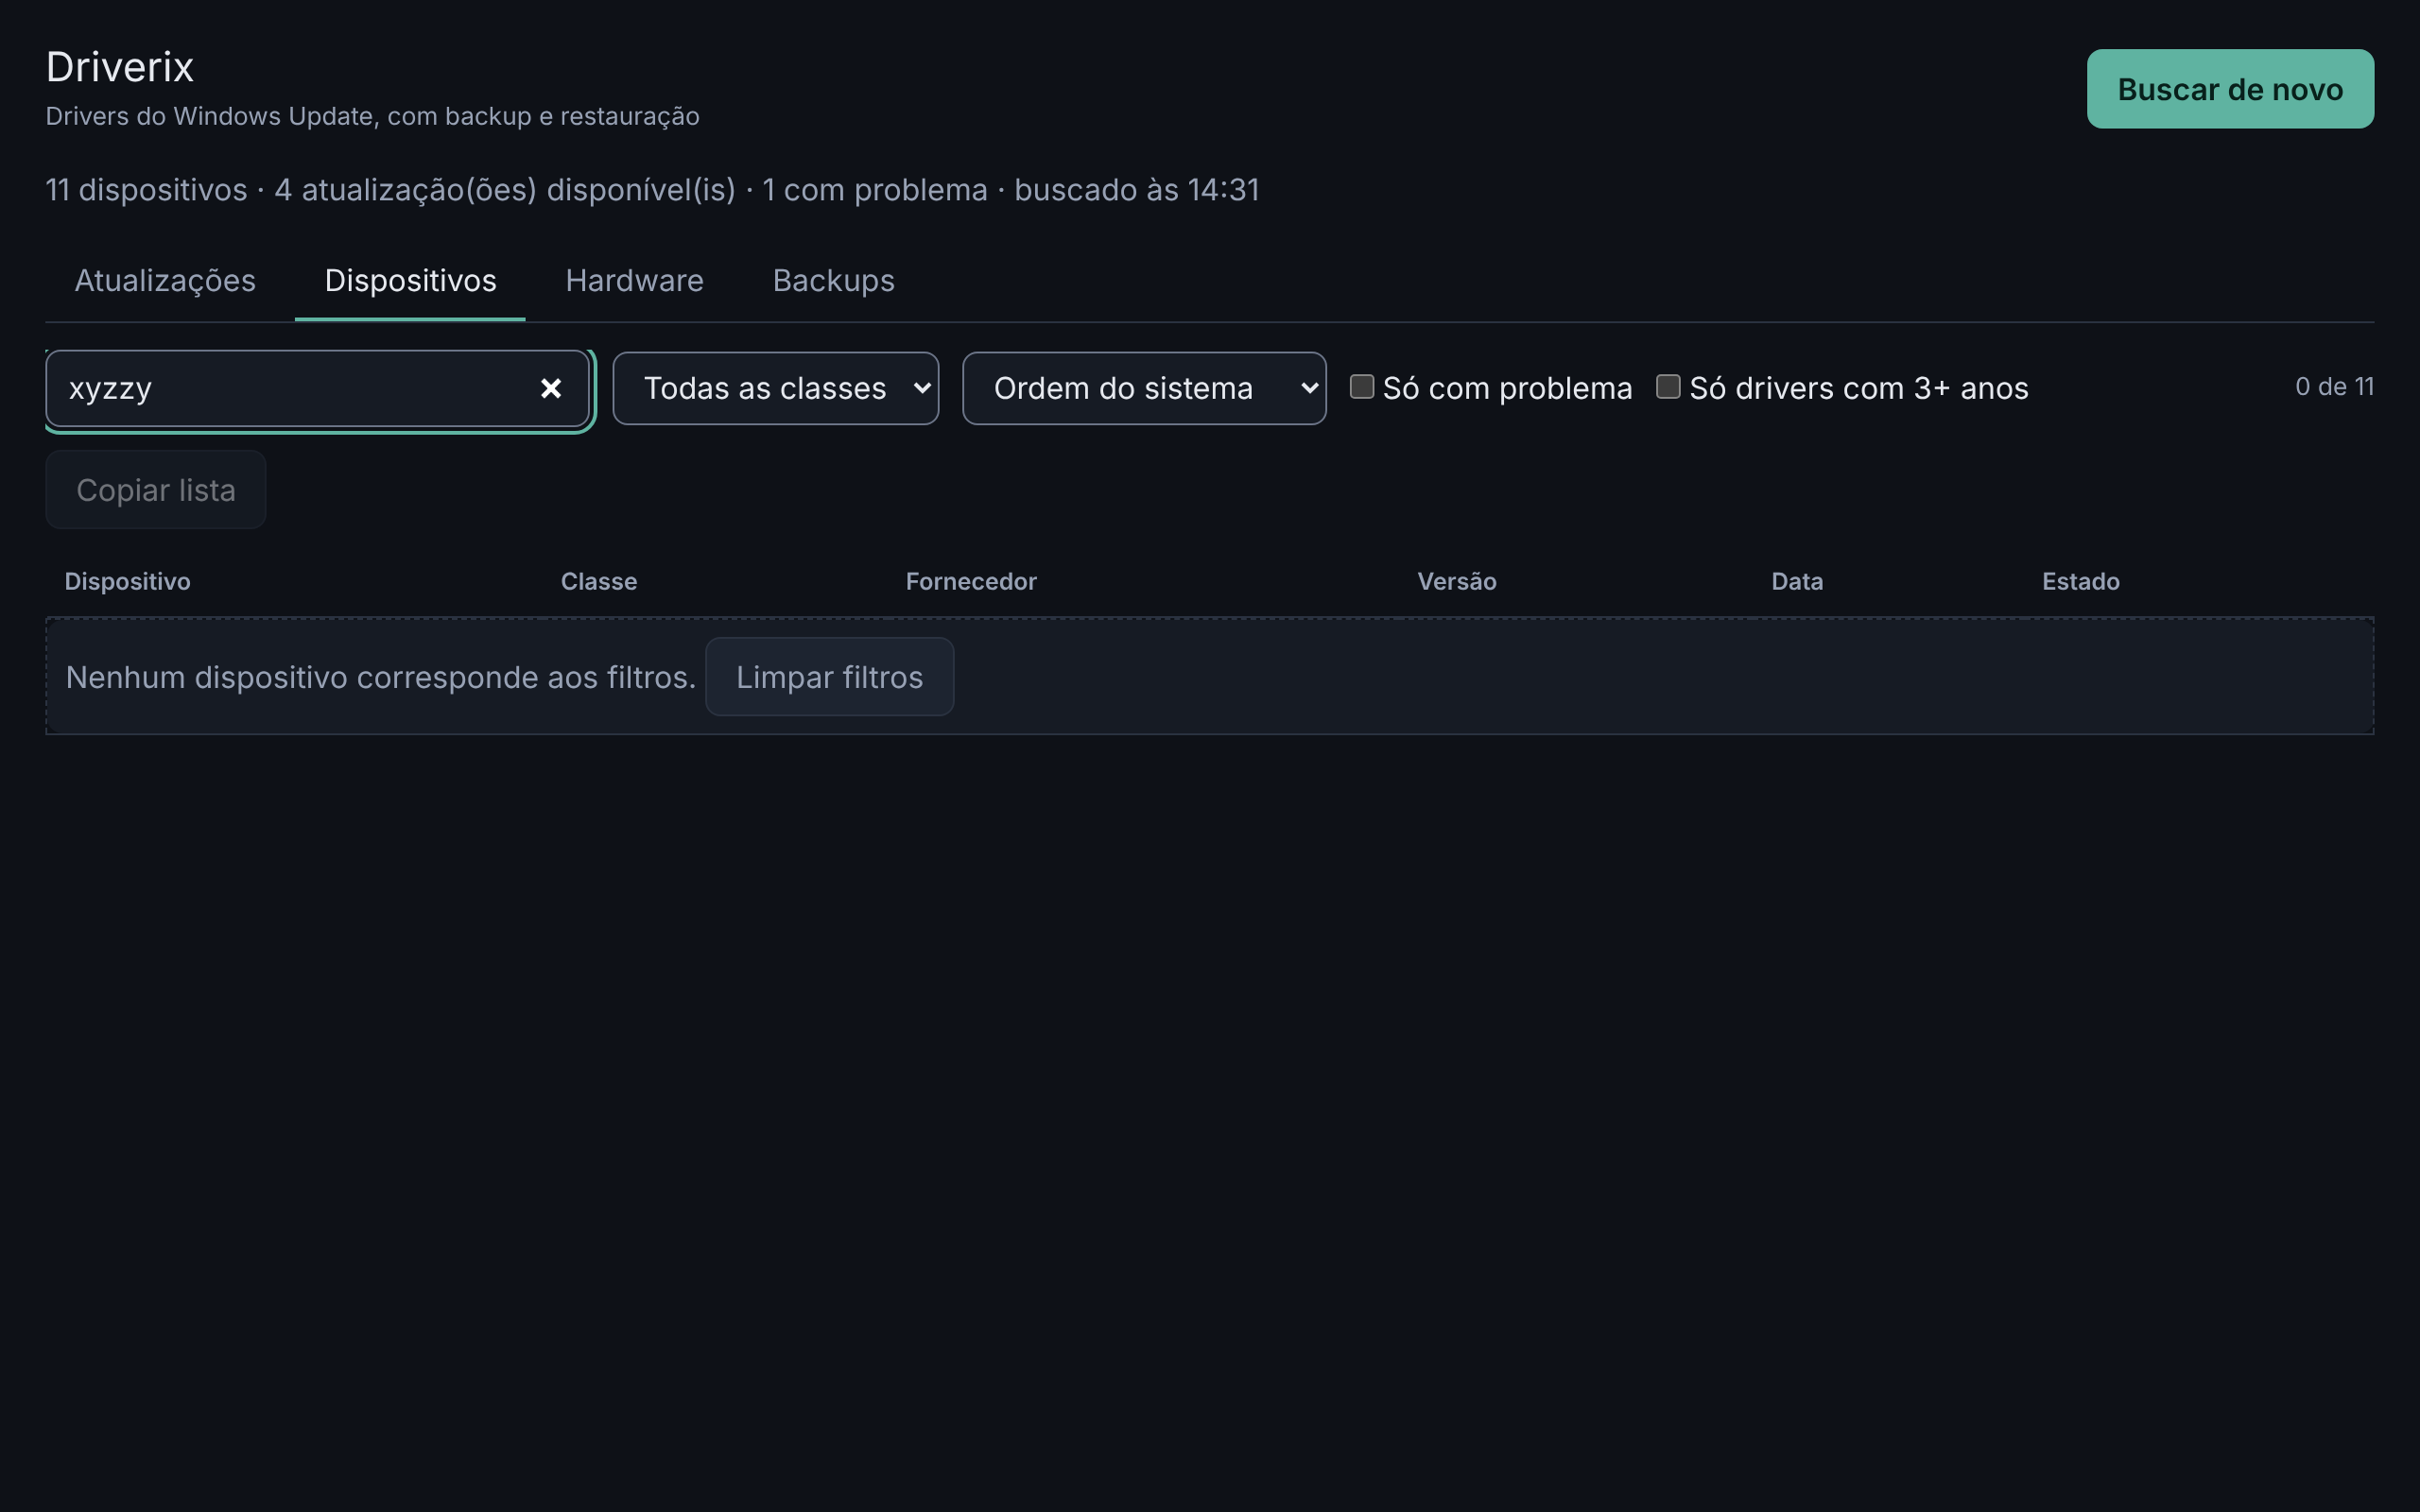 Driverix
Drivers do Windows Update, com backup e restauração
Buscar de novo
11 dispositivos · 4 atualização(ões) disponível(is) · 1 com problema · buscado às 14:31
Atualizações Dispositivos Hardware Backups
xyzzy Todas as classes Ordem do sistema Só com problema Só drivers com 3+ anos 0 de 11
Copiar lista
Dispositivo Classe Fornecedor Versão Data Estado
Nenhum dispositivo corresponde aos filtros. Limpar filtros